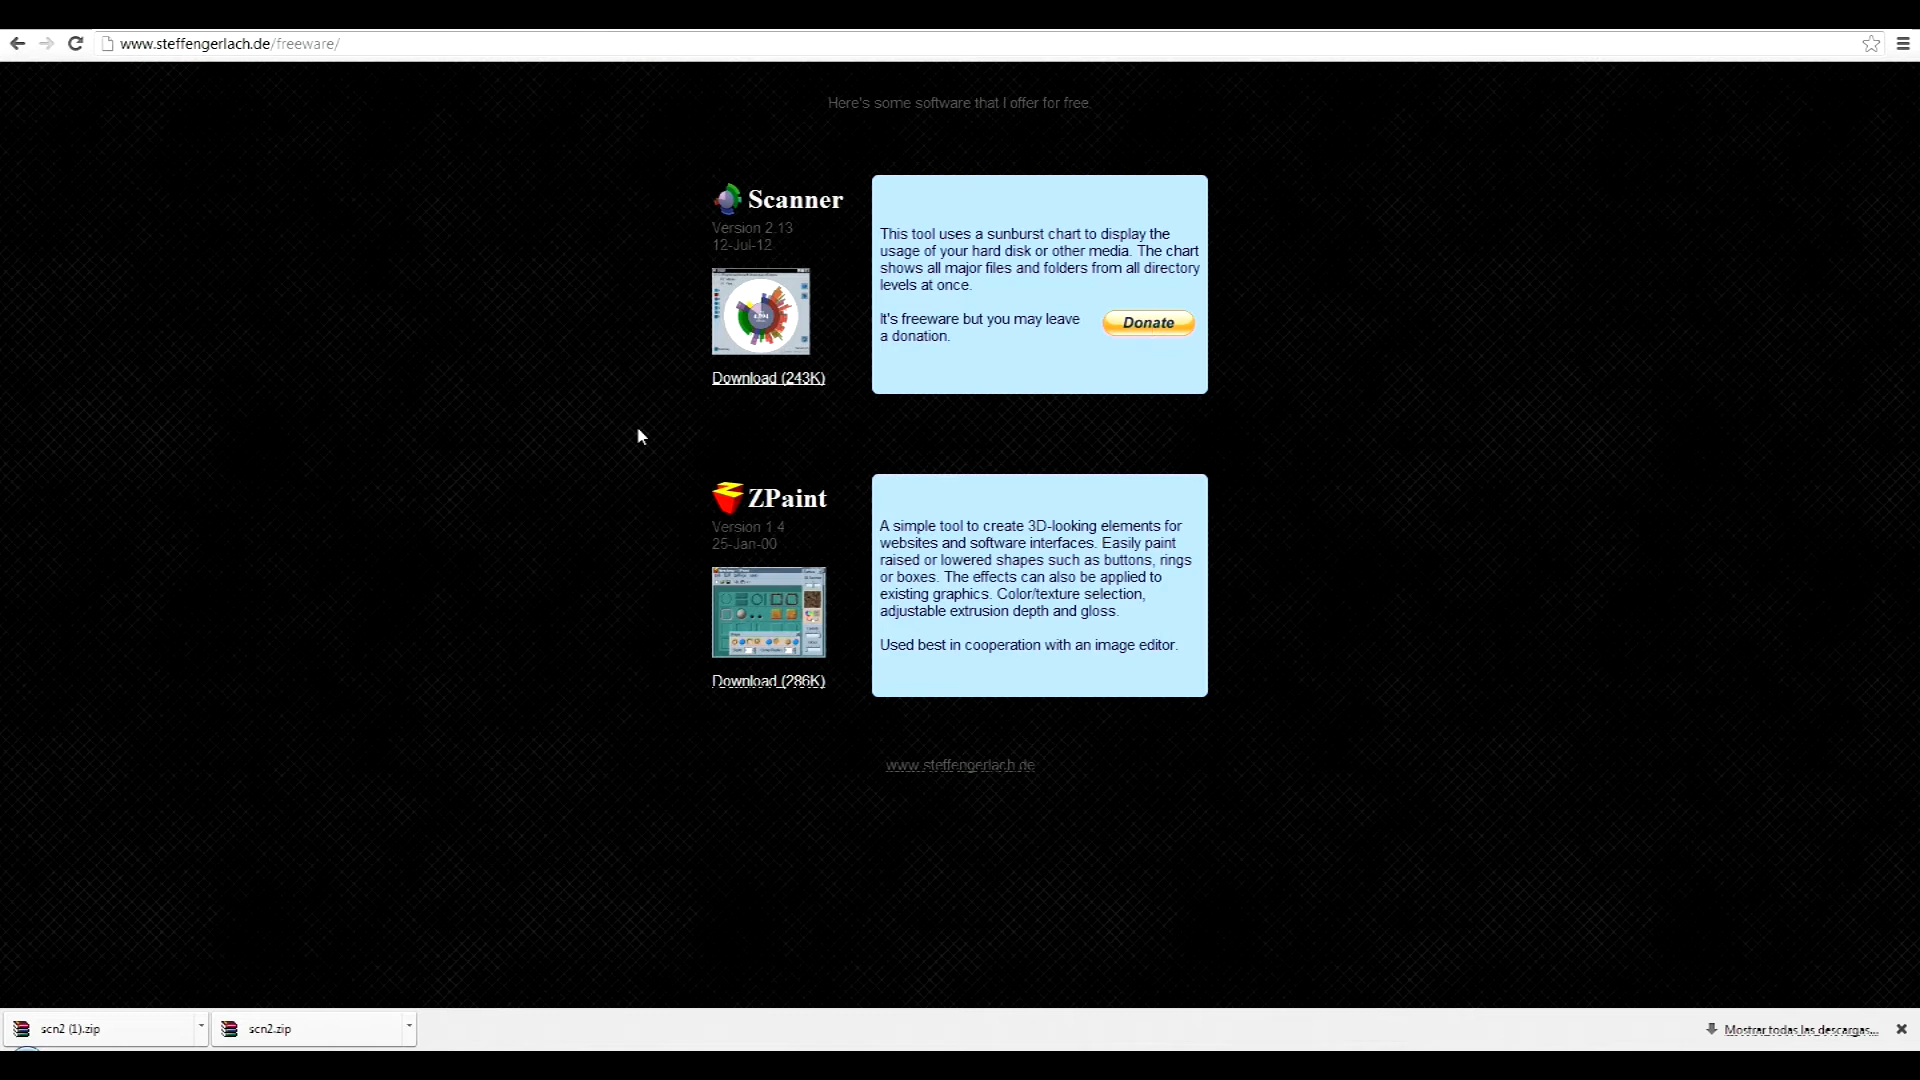 www.steffengerlach.de/freeware/
Here's some software that I offer for free.
Scanner
Version 2.13
12-Jul-12
Download (243K)
This tool uses a sunburst chart to display the
usage of your hard disk or other media. The chart
shows all major files and folders from all directory
levels at once.
It's freeware but you may leave
a donation.
Donate
ZPaint
Version 1.4
25-Jan-00
Download (286K)
A simple tool to create 3D-looking elements for
websites and software interfaces. Easily paint
raised or lowered shapes such as buttons, rings
or boxes. The effects can also be applied to
existing graphics. Color/texture selection,
adjustable extrusion depth and gloss.
Used best in cooperation with an image editor.
www.steffengerlach.de
scn2 (1).zip
scn2.zip
Mostrar todas las descargas...